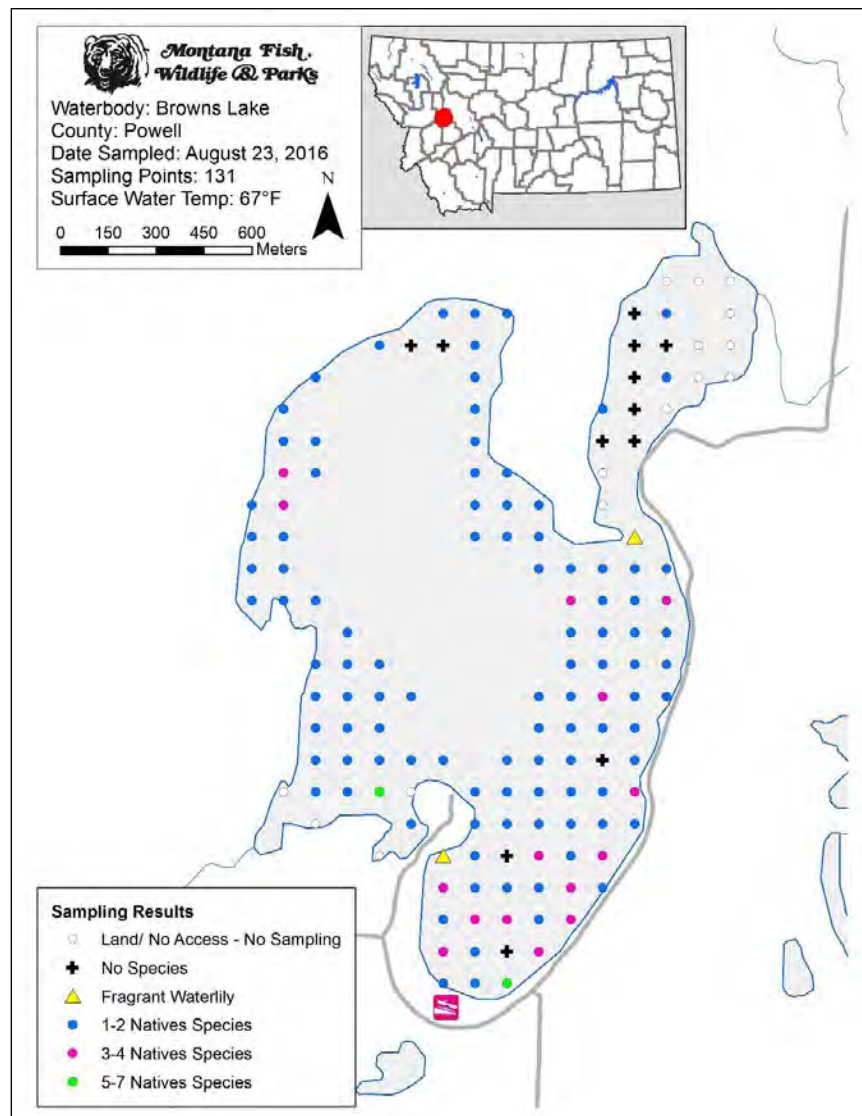 Montana Fish,
Wildlife & Parks
Waterbody: Browns Lake
County: Powell
Date Sampled: August 23, 2016
Sampling Points: 131
Surface Water Temp: 67°F
N
0 150 300 450 600
Meters
Sampling Results
Land/ No Access - No Sampling
No Species
Fragrant Waterlily
1-2 Natives Species
3-4 Natives Species
5-7 Natives Species